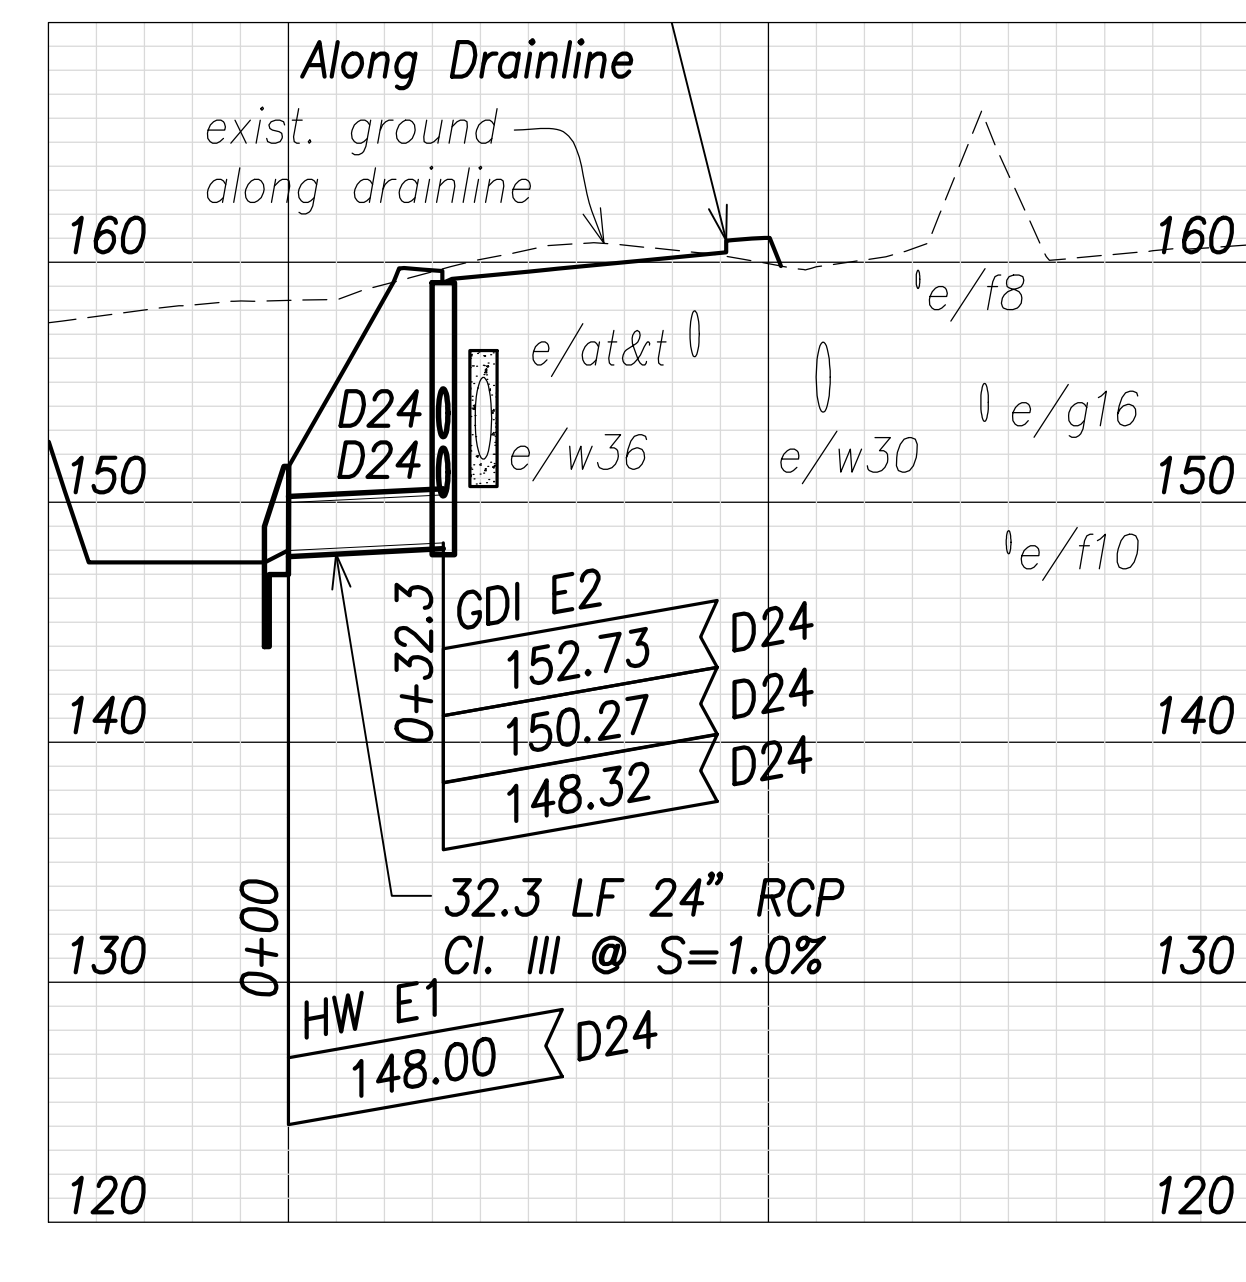 Along Drainline
exist. ground
along drainline
160
160
e/f8
e/at&t
D24
e/g16
D24
e/w36
e/w30
150
150
e/f10
0+32.3
GDI E2
152.73
D24
150.27
D24
148.32
D24
140
140
32.3 LF 24” RCP
Cl. III @ S=1.0%
0+00
130
130
HW E1
148.00
D24
120
120